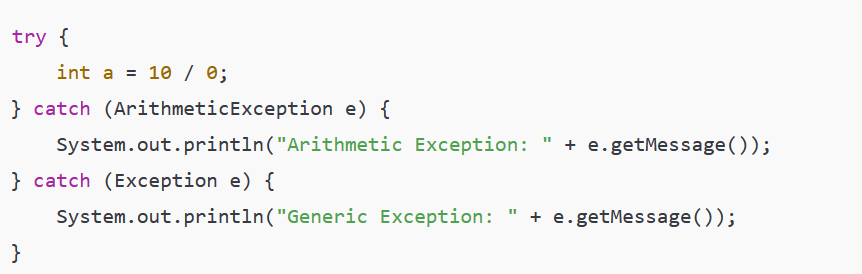 try {
    int a = 10 / 0;
} catch (ArithmeticException e) {
    System.out.println("Arithmetic Exception: " + e.getMessage());
} catch (Exception e) {
    System.out.println("Generic Exception: " + e.getMessage());
}